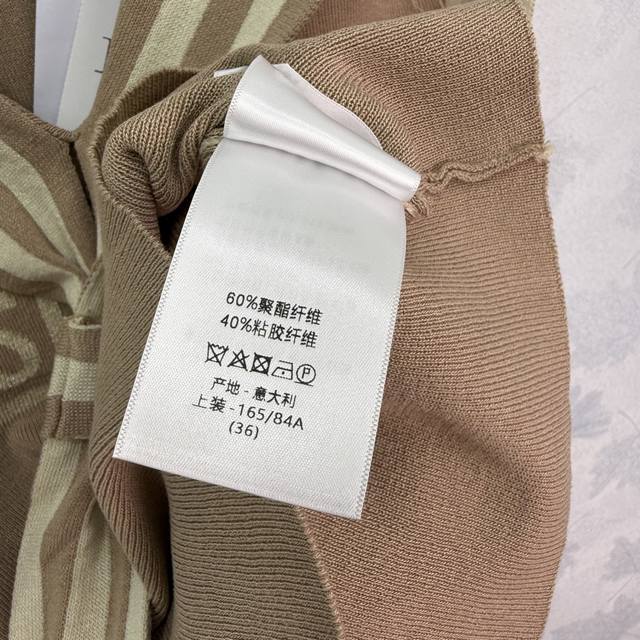 60%聚酯纤维
40%粘胶纤维
P
产地 - 意大利
上装 - 165/84A
(36)